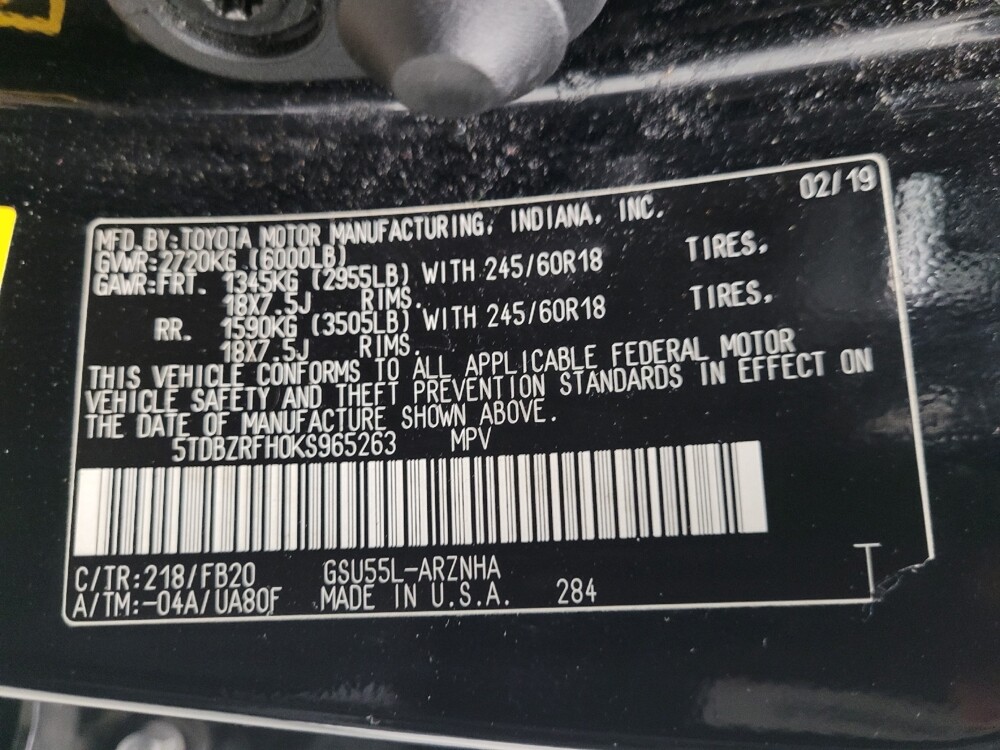 02/19
MFD.BY:TOYOTA MOTOR MANUFACTURING, INDIANA, INC.
GVWR:2720KG (6000LB)
GAWR:FRT. 1345KG (2955LB) WITH 245/60R18 TIRES,
18X7.5J RIMS.
RR. 1590KG (3505LB) WITH 245/60R18 TIRES,
18X7.5J RIMS.
THIS VEHICLE CONFORMS TO ALL APPLICABLE FEDERAL MOTOR
VEHICLE SAFETY AND THEFT PREVENTION STANDARDS IN EFFECT ON
THE DATE OF MANUFACTURE SHOWN ABOVE.
5TDBZRFH0KS965263 MPV
C/TR:218/FB20 GSU55L-ARZNHA
A/TM:-04A/UA80F MADE IN U.S.A. 284
T